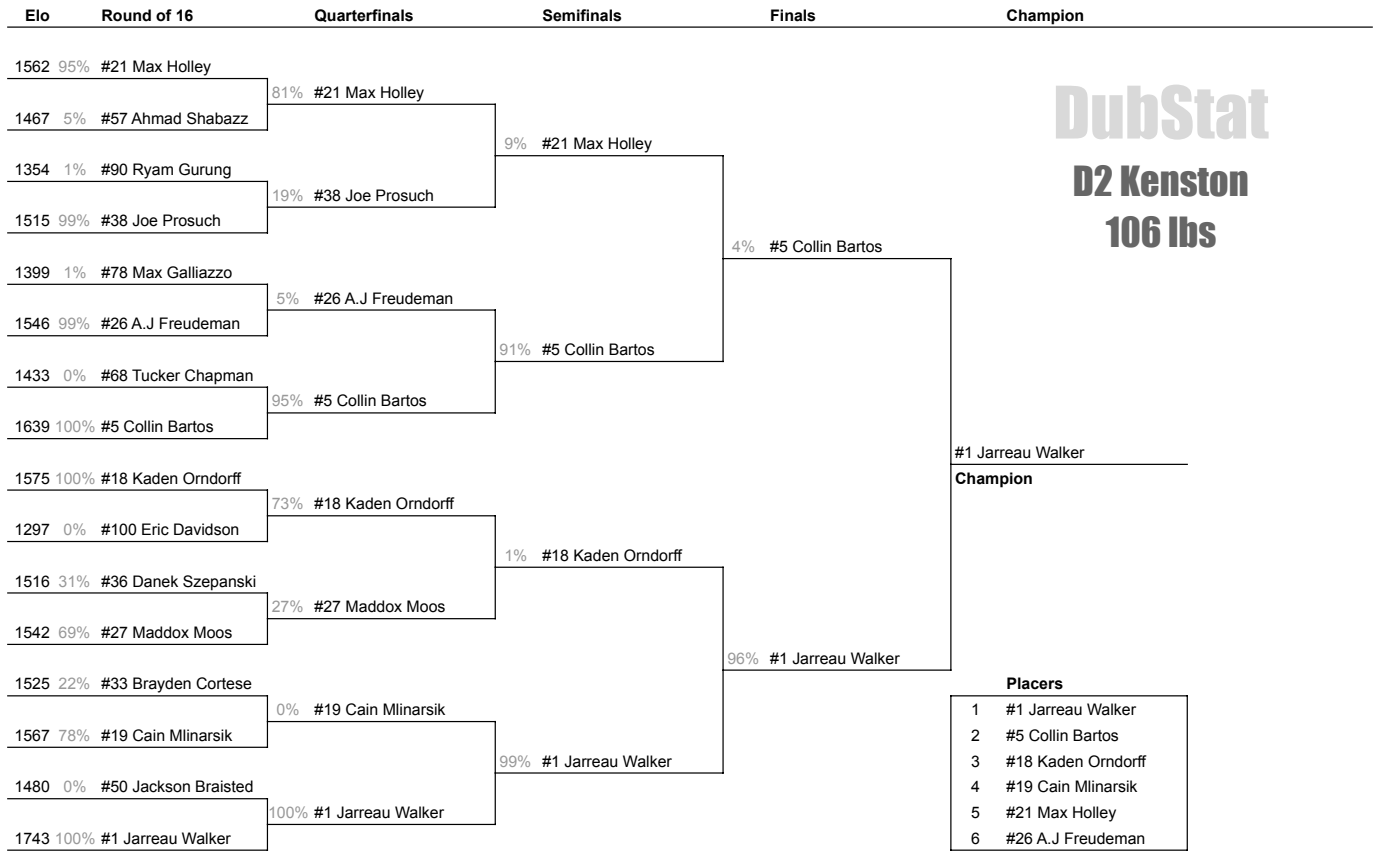 Elo Round of 16 Quarterfinals Semifinals Finals Champion
1562 95% #21 Max Holley
81% #21 Max Holley
1467 5% #57 Ahmad Shabazz
9% #21 Max Holley
1354 1% #90 Ryam Gurung
19% #38 Joe Prosuch
1515 99% #38 Joe Prosuch
4% #5 Collin Bartos
1399 1% #78 Max Galliazzo
5% #26 A.J Freudeman
1546 99% #26 A.J Freudeman
91% #5 Collin Bartos
1433 0% #68 Tucker Chapman
95% #5 Collin Bartos
1639 100% #5 Collin Bartos
#1 Jarreau Walker
Champion
1575 100% #18 Kaden Orndorff
73% #18 Kaden Orndorff
1297 0% #100 Eric Davidson
1% #18 Kaden Orndorff
1516 31% #36 Danek Szepanski
27% #27 Maddox Moos
1542 69% #27 Maddox Moos
96% #1 Jarreau Walker
1525 22% #33 Brayden Cortese
0% #19 Cain Mlinarsik
1567 78% #19 Cain Mlinarsik
99% #1 Jarreau Walker
1480 0% #50 Jackson Braisted
100% #1 Jarreau Walker
1743 100% #1 Jarreau Walker
DubStat
D2 Kenston
106 lbs
Placers
1 #1 Jarreau Walker
2 #5 Collin Bartos
3 #18 Kaden Orndorff
4 #19 Cain Mlinarsik
5 #21 Max Holley
6 #26 A.J Freudeman